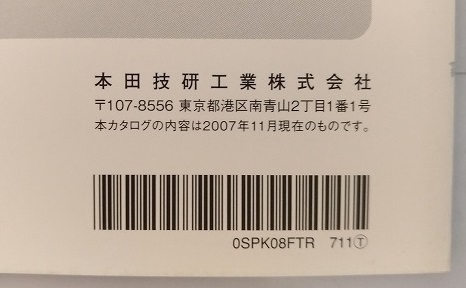 本田技研工業株式会社
〒107-8556 東京都港区南青山2丁目1番1号
本カタログの内容は2007年11月現在のものです。
0SPK08FTR 711Ⓣ